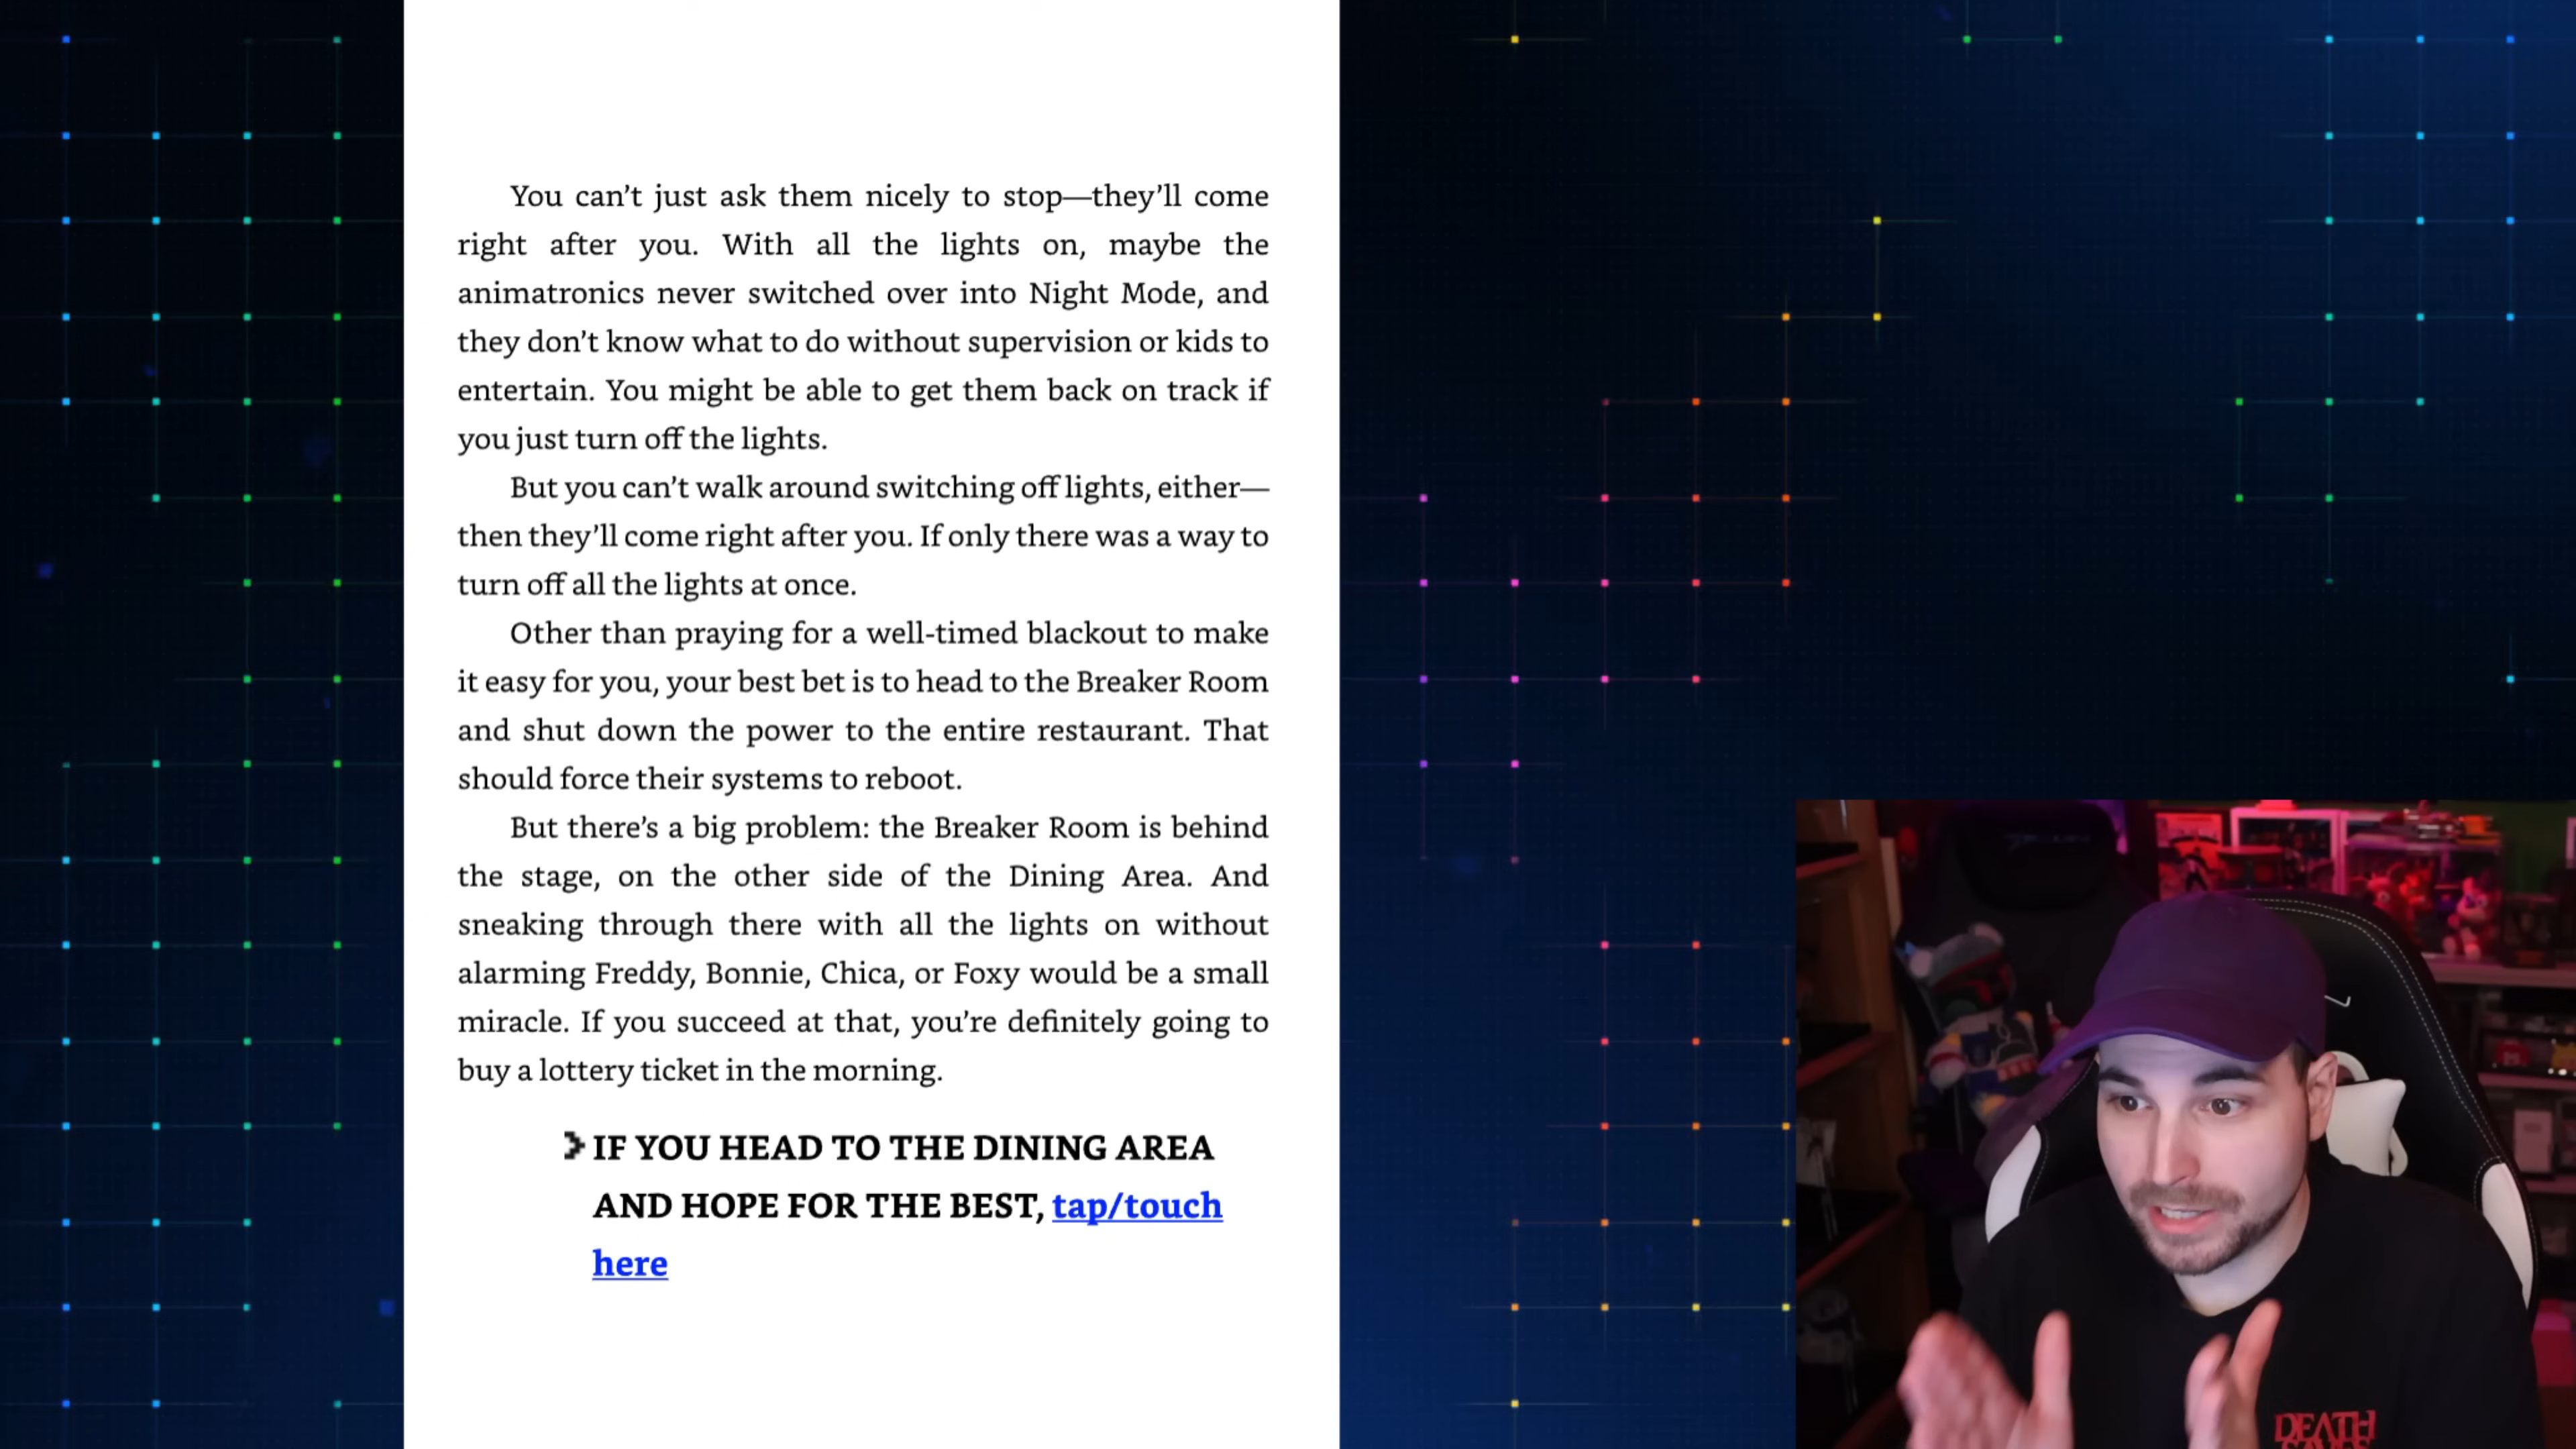 You can’t just ask them nicely to stop—they’ll come
right after you. With all the lights on, maybe the
animatronics never switched over into Night Mode, and
they don’t know what to do without supervision or kids to
entertain. You might be able to get them back on track if
you just turn off the lights.
But you can’t walk around switching off lights, either—
then they’ll come right after you. If only there was a way to
turn off all the lights at once.
Other than praying for a well-timed blackout to make
it easy for you, your best bet is to head to the Breaker Room
and shut down the power to the entire restaurant. That
should force their systems to reboot.
But there’s a big problem: the Breaker Room is behind
the stage, on the other side of the Dining Area. And
sneaking through there with all the lights on without
alarming Freddy, Bonnie, Chica, or Foxy would be a small
miracle. If you succeed at that, you’re definitely going to
buy a lottery ticket in the morning.
IF YOU HEAD TO THE DINING AREA
AND HOPE FOR THE BEST, tap/touch
here
DEATH